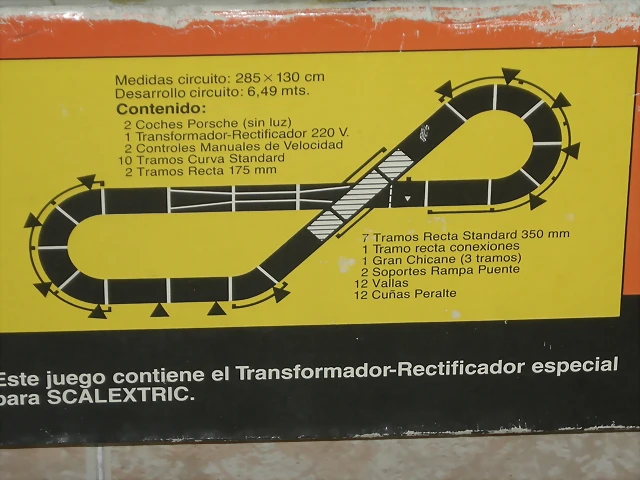 Medidas circuito: 285 × 130 cm
Desarrollo circuito: 6,49 mts.
Contenido:
2 Coches Porsche (sin luz)
1 Transformador-Rectificador 220 V.
2 Controles Manuales de Velocidad
10 Tramos Curva Standard
2 Tramos Recta 175 mm
7 Tramos Recta Standard 350 mm
1 Tramo recta conexiones
1 Gran Chicane (3 tramos)
2 Soportes Rampa Puente
12 Vallas
12 Cuñas Peralte
Este juego contiene el Transformador-Rectificador especial
para SCALEXTRIC.